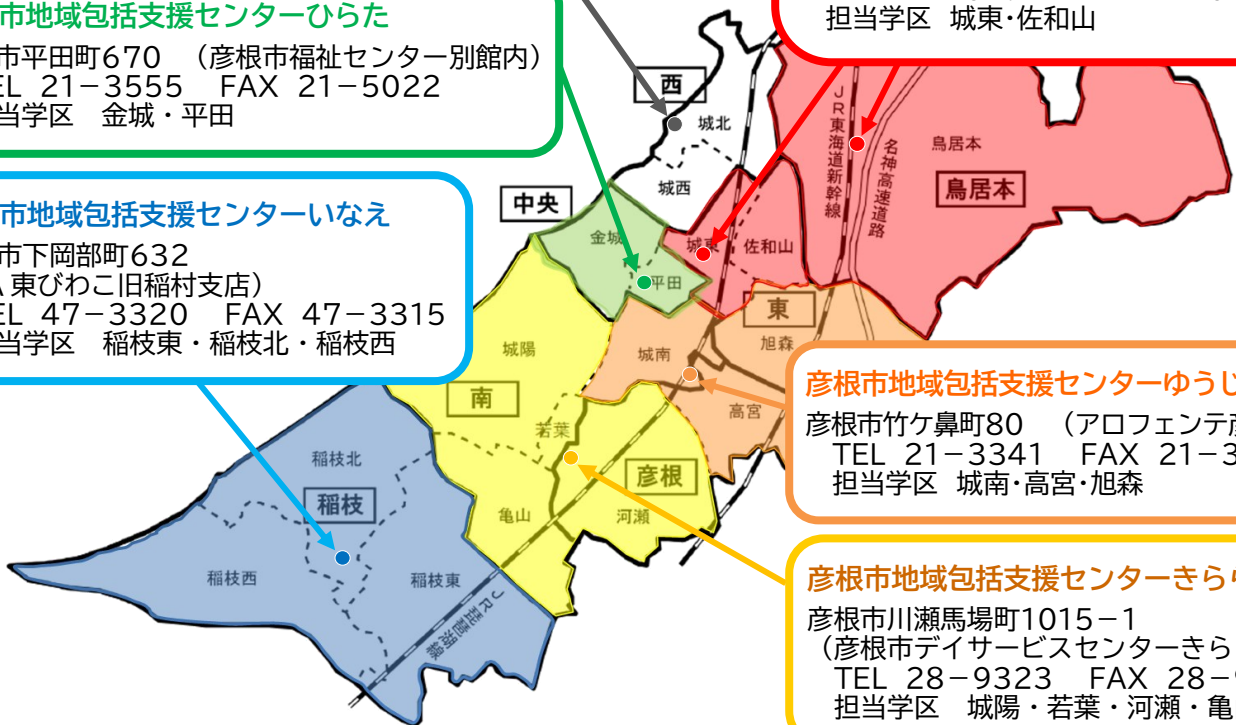 市地域包括支援センターひらた
市平田町670 (彦根市福祉センター別館内)
EL 21-3555 FAX 21-5022
当学区 金城・平田
担当学区 城東・佐和山
市地域包括支援センターいなえ
市下岡部町632
東びわこ旧稲村支店)
EL 47-3320 FAX 47-3315
当学区 稲枝東・稲枝北・稲枝西
西
城北
城西
JR東海道新幹線
名神高速道路
鳥居本
鳥居本
中央
金城
平田
城東
佐和山
東
旭森
城南
高宮
城陽
南
若葉
彦根
河瀬
亀山
稲枝北
稲枝
稲枝西
稲枝東
JR琵琶湖線
彦根市地域包括支援センターゆうじ
彦根市竹ケ鼻町80 (アロフェンテ彦
TEL 21-3341 FAX 21-3
担当学区 城南・高宮・旭森
彦根市地域包括支援センターきらら
彦根市川瀬馬場町1015-1
(彦根市デイサービスセンターきら
TEL 28-9323 FAX 28-9
担当学区 城陽・若葉・河瀬・亀